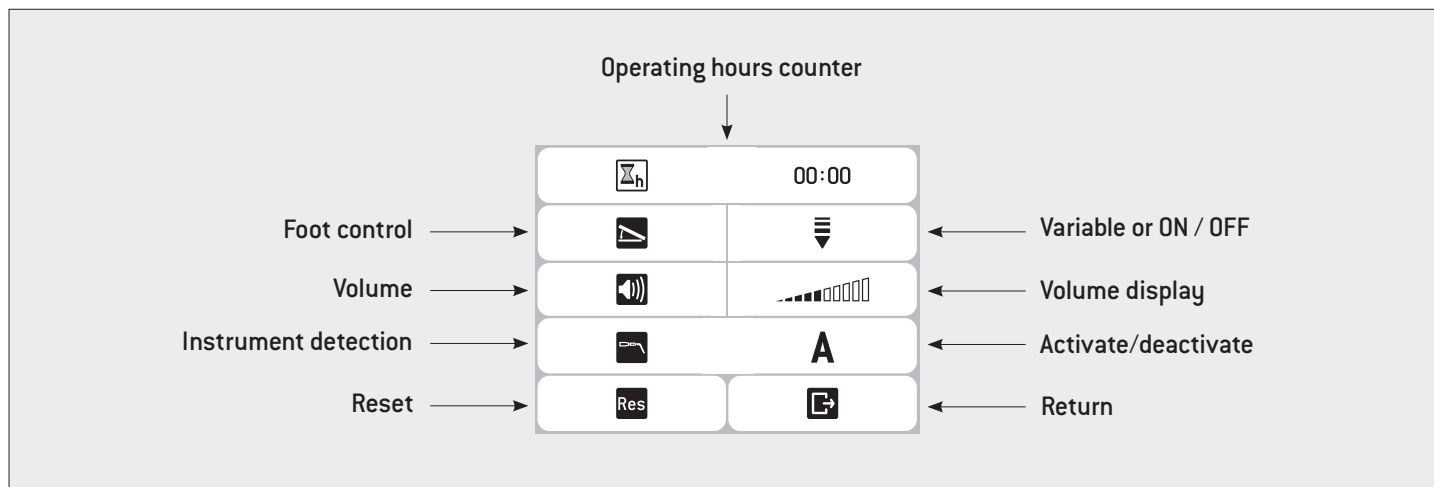 Operating hours counter
h 00:00
Foot control Variable or ON / OFF
Volume Volume display
Instrument detection A Activate/deactivate
Reset Res Return